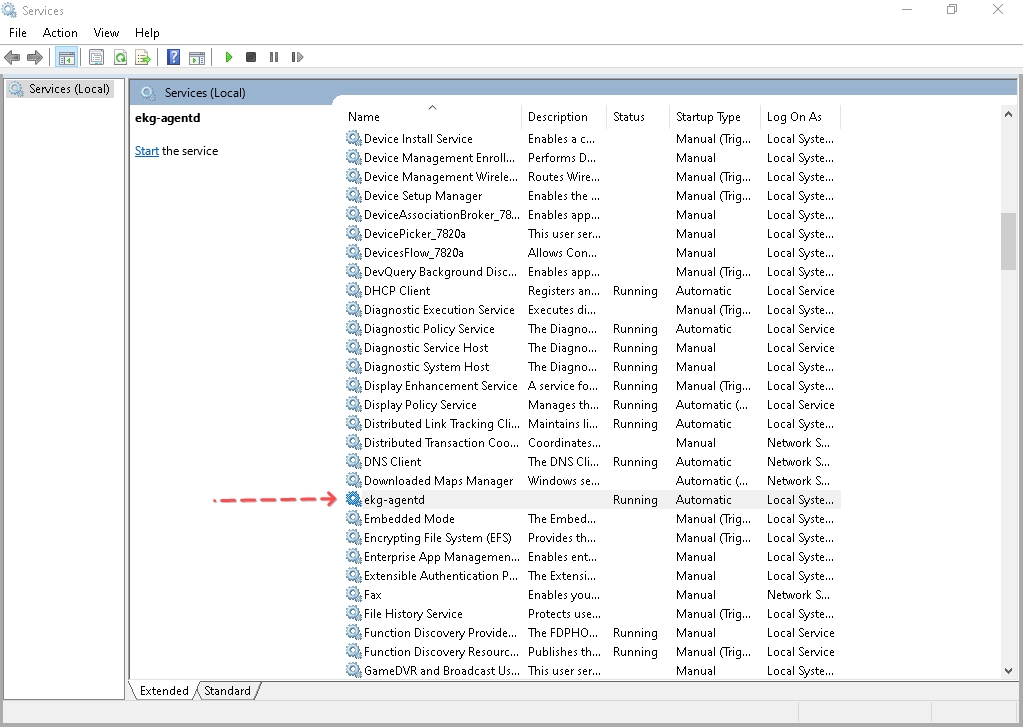 Services
File Action View Help
Services (Local)
Services (Local)
ekg-agentd
Start the service
Name Description Status Startup Type Log On As
Device Install Service Enables a c... Manual (Trig... Local Syste...
Device Management Enroll... Performs D... Manual Local Syste...
Device Management Wirele... Routes Wire... Manual (Trig... Local Syste...
Device Setup Manager Enables the ... Manual (Trig... Local Syste...
DeviceAssociationBroker_78... Enables app... Manual Local Syste...
DevicePicker_7820a This user ser... Manual Local Syste...
DevicesFlow_7820a Allows Con... Manual Local Syste...
DevQuery Background Disc... Enables app... Manual (Trig... Local Syste...
DHCP Client Registers an... Running Automatic Local Service
Diagnostic Execution Service Executes di... Manual (Trig... Local Syste...
Diagnostic Policy Service The Diagno... Running Automatic Local Service
Diagnostic Service Host The Diagno... Running Manual Local Service
Diagnostic System Host The Diagno... Running Manual Local Syste...
Display Enhancement Service A service fo... Running Manual (Trig... Local Syste...
Display Policy Service Manages th... Running Automatic (... Local Service
Distributed Link Tracking Cli... Maintains li... Running Automatic Local Syste...
Distributed Transaction Coo... Coordinates... Manual Network S...
DNS Client The DNS Cli... Running Automatic Network S...
Downloaded Maps Manager Windows se... Automatic (... Network S...
ekg-agentd Running Automatic Local Syste...
Embedded Mode The Embed... Manual (Trig... Local Syste...
Encrypting File System (EFS) Provides th... Manual (Trig... Local Syste...
Enterprise App Managemen... Enables ent... Manual Local Syste...
Extensible Authentication P... The Extensi... Manual Local Syste...
Fax Enables you... Manual Network S...
File History Service Protects use... Manual (Trig... Local Syste...
Function Discovery Provide... The FDPHO... Running Manual Local Service
Function Discovery Resourc... Publishes th... Running Manual (Trig... Local Service
GameDVR and Broadcast Us... This user ser... Manual Local Syste...
Extended Standard